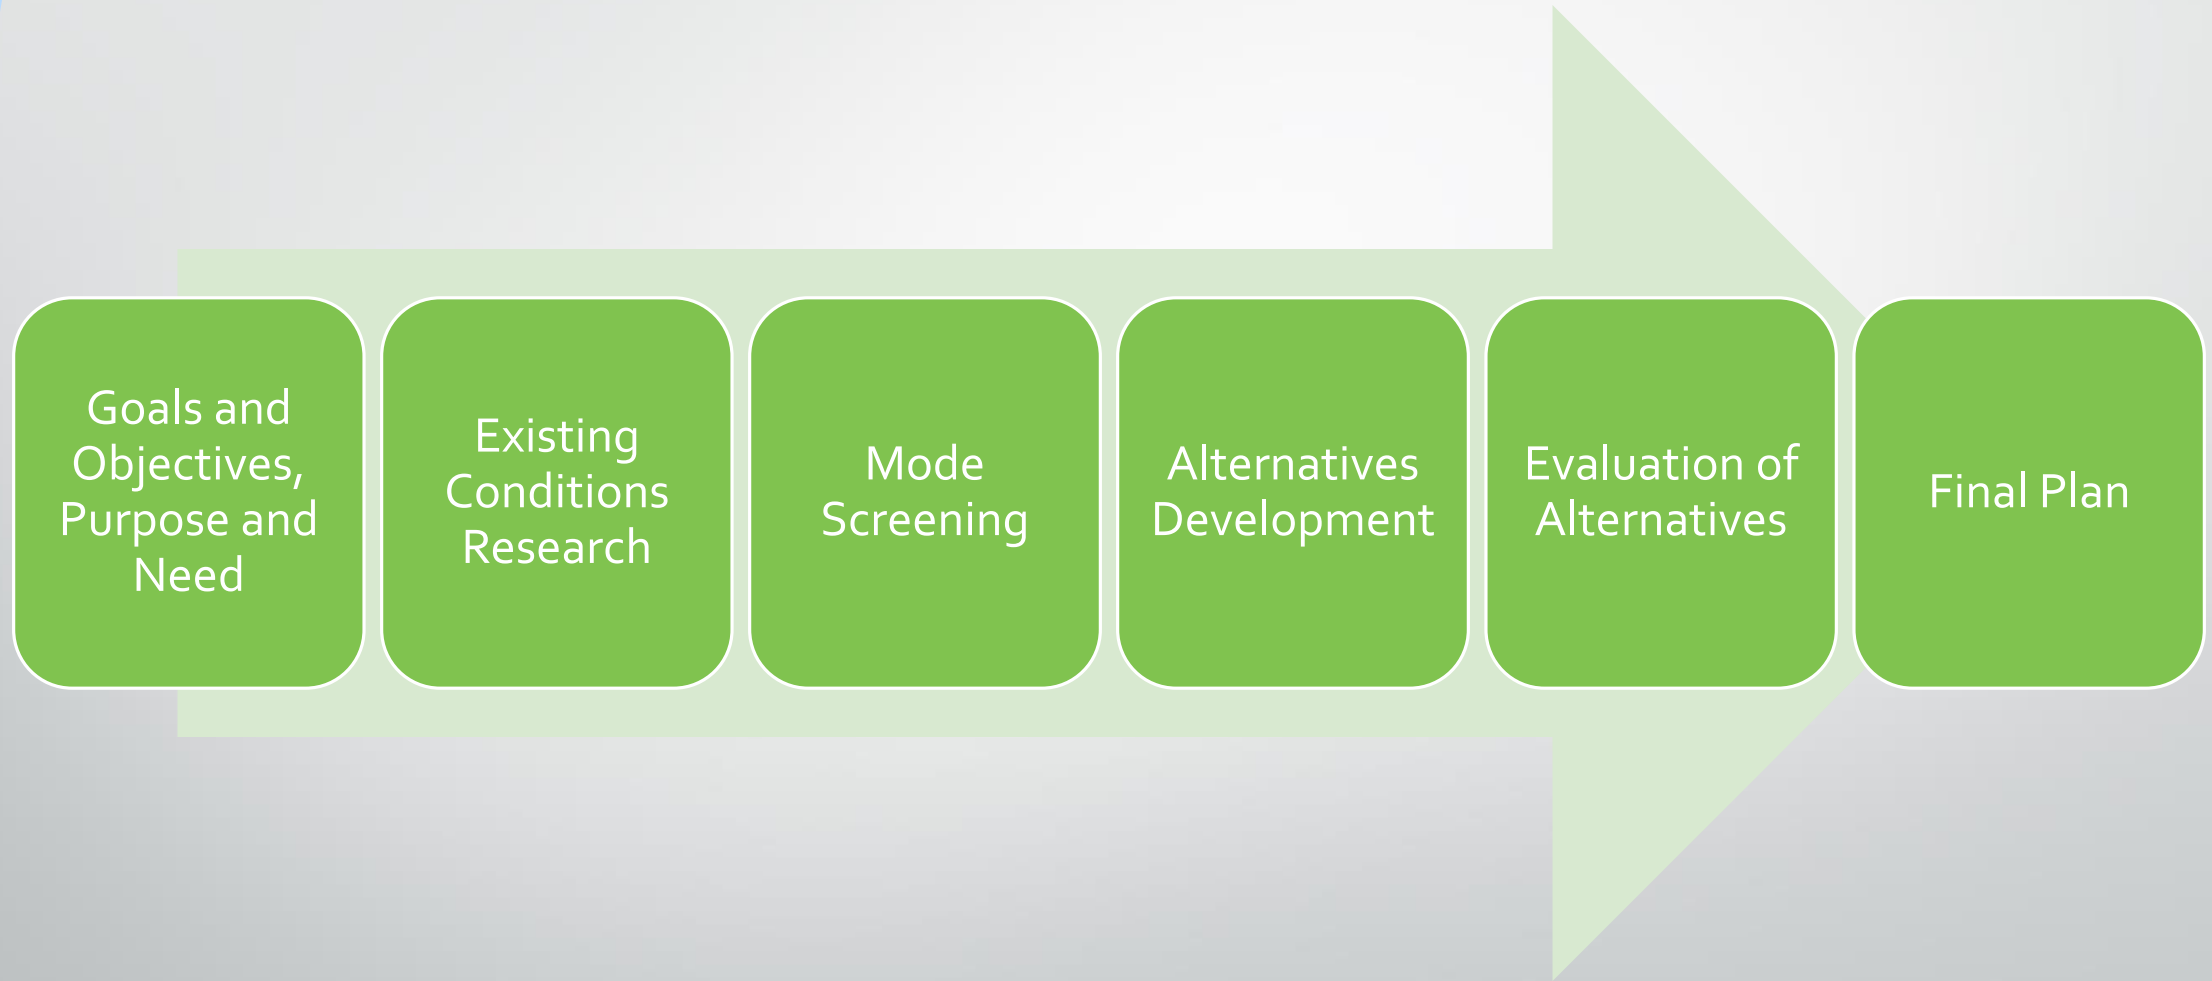 Goals and
Objectives,
Purpose and
Need
Existing
Conditions
Research
Mode
Screening
Alternatives
Development
Evaluation of
Alternatives
Final Plan